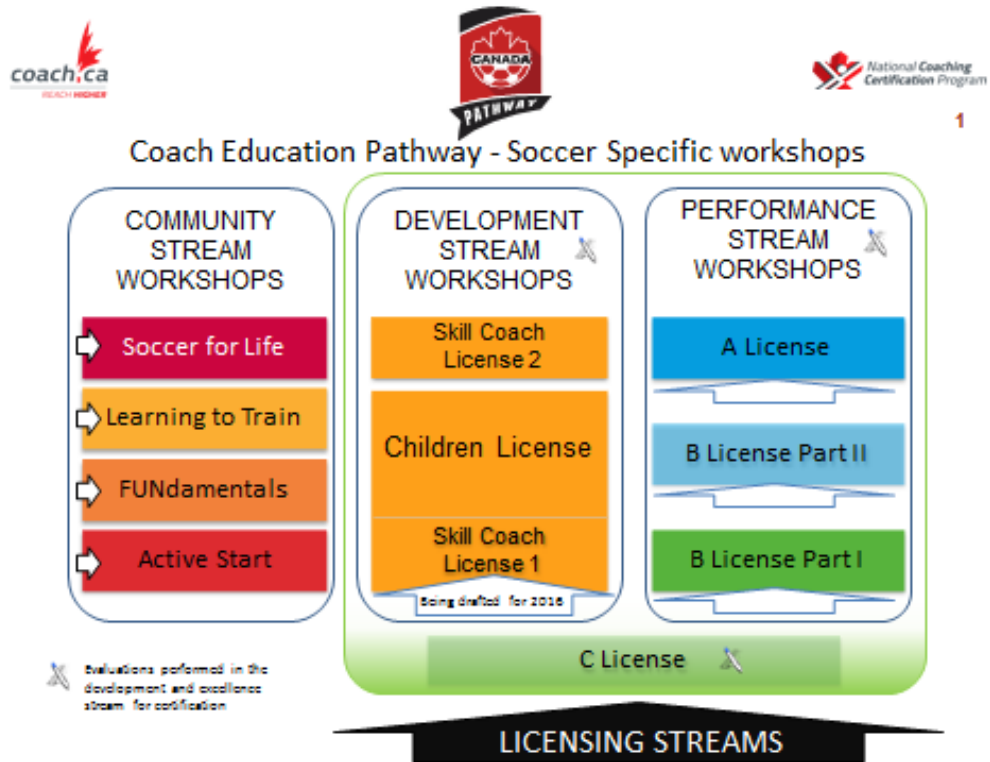 coach.ca
REACH HIGHER
CANADA
PATHWAY
National Coaching
Certification Program
1
Coach Education Pathway - Soccer Specific workshops
COMMUNITY
STREAM
WORKSHOPS
Soccer for Life
Learning to Train
FUNdamentals
Active Start
DEVELOPMENT
STREAM
WORKSHOPS
Skill Coach
License 2
Children License
Skill Coach
License 1
Being drafted for 2016
PERFORMANCE
STREAM
WORKSHOPS
A License
B License Part II
B License Part I
C License
Evaluations performed in the
development and excellence
stream for certification
LICENSING STREAMS